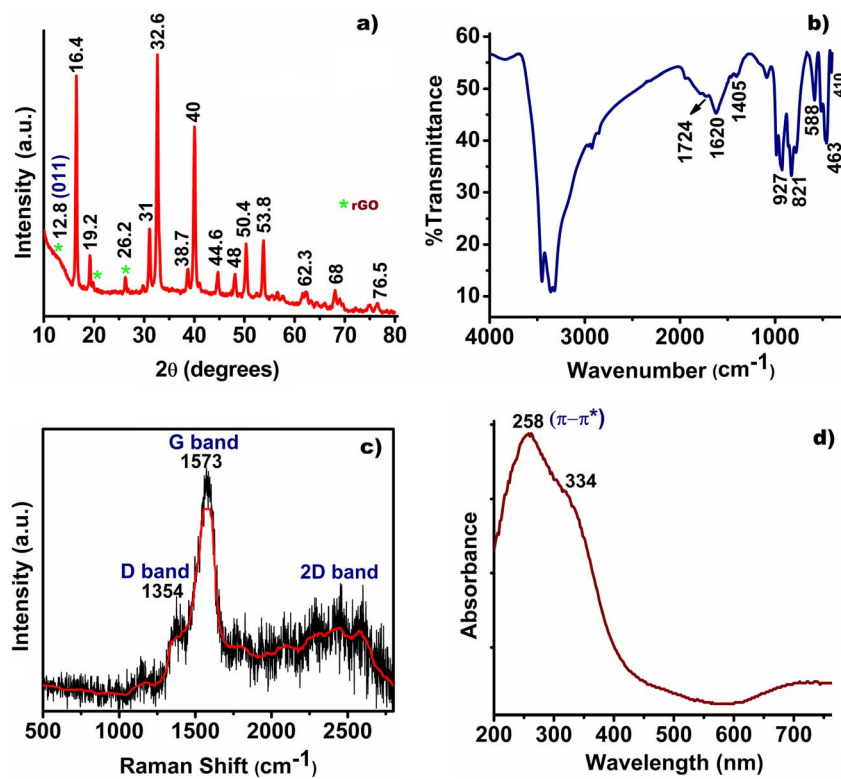 a)
Intensity (a.u.)
12.8 (011)
16.4
19.2
26.2
31
32.6
38.7
40
44.6
48
50.4
53.8
62.3
68
76.5
* rGO
*
*
*
10 20 30 40 50 60 70 80
2θ (degrees)
b)
%Transmittance
60
50
40
30
20
10
1724
1620
1405
927
821
588
463
410
4000 3000 2000 1000
Wavenumber (cm⁻¹)
c)
Intensity (a.u.)
G band
1573
D band
1354
2D band
500 1000 1500 2000 2500
Raman Shift (cm⁻¹)
d)
Absorbance
258 (π−π*)
334
200 300 400 500 600 700
Wavelength (nm)